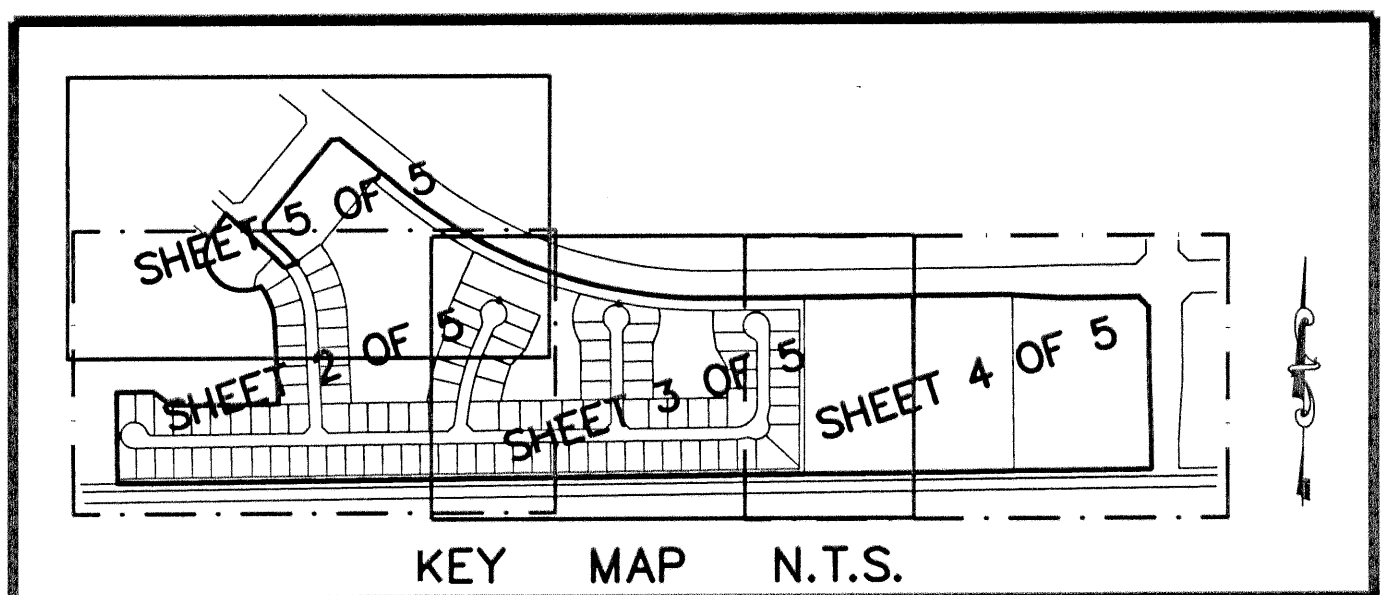 SHEET 5 OF 5
SHEET 2 OF 5
SHEET 3 OF 5
SHEET 4 OF 5
KEY MAP N.T.S.